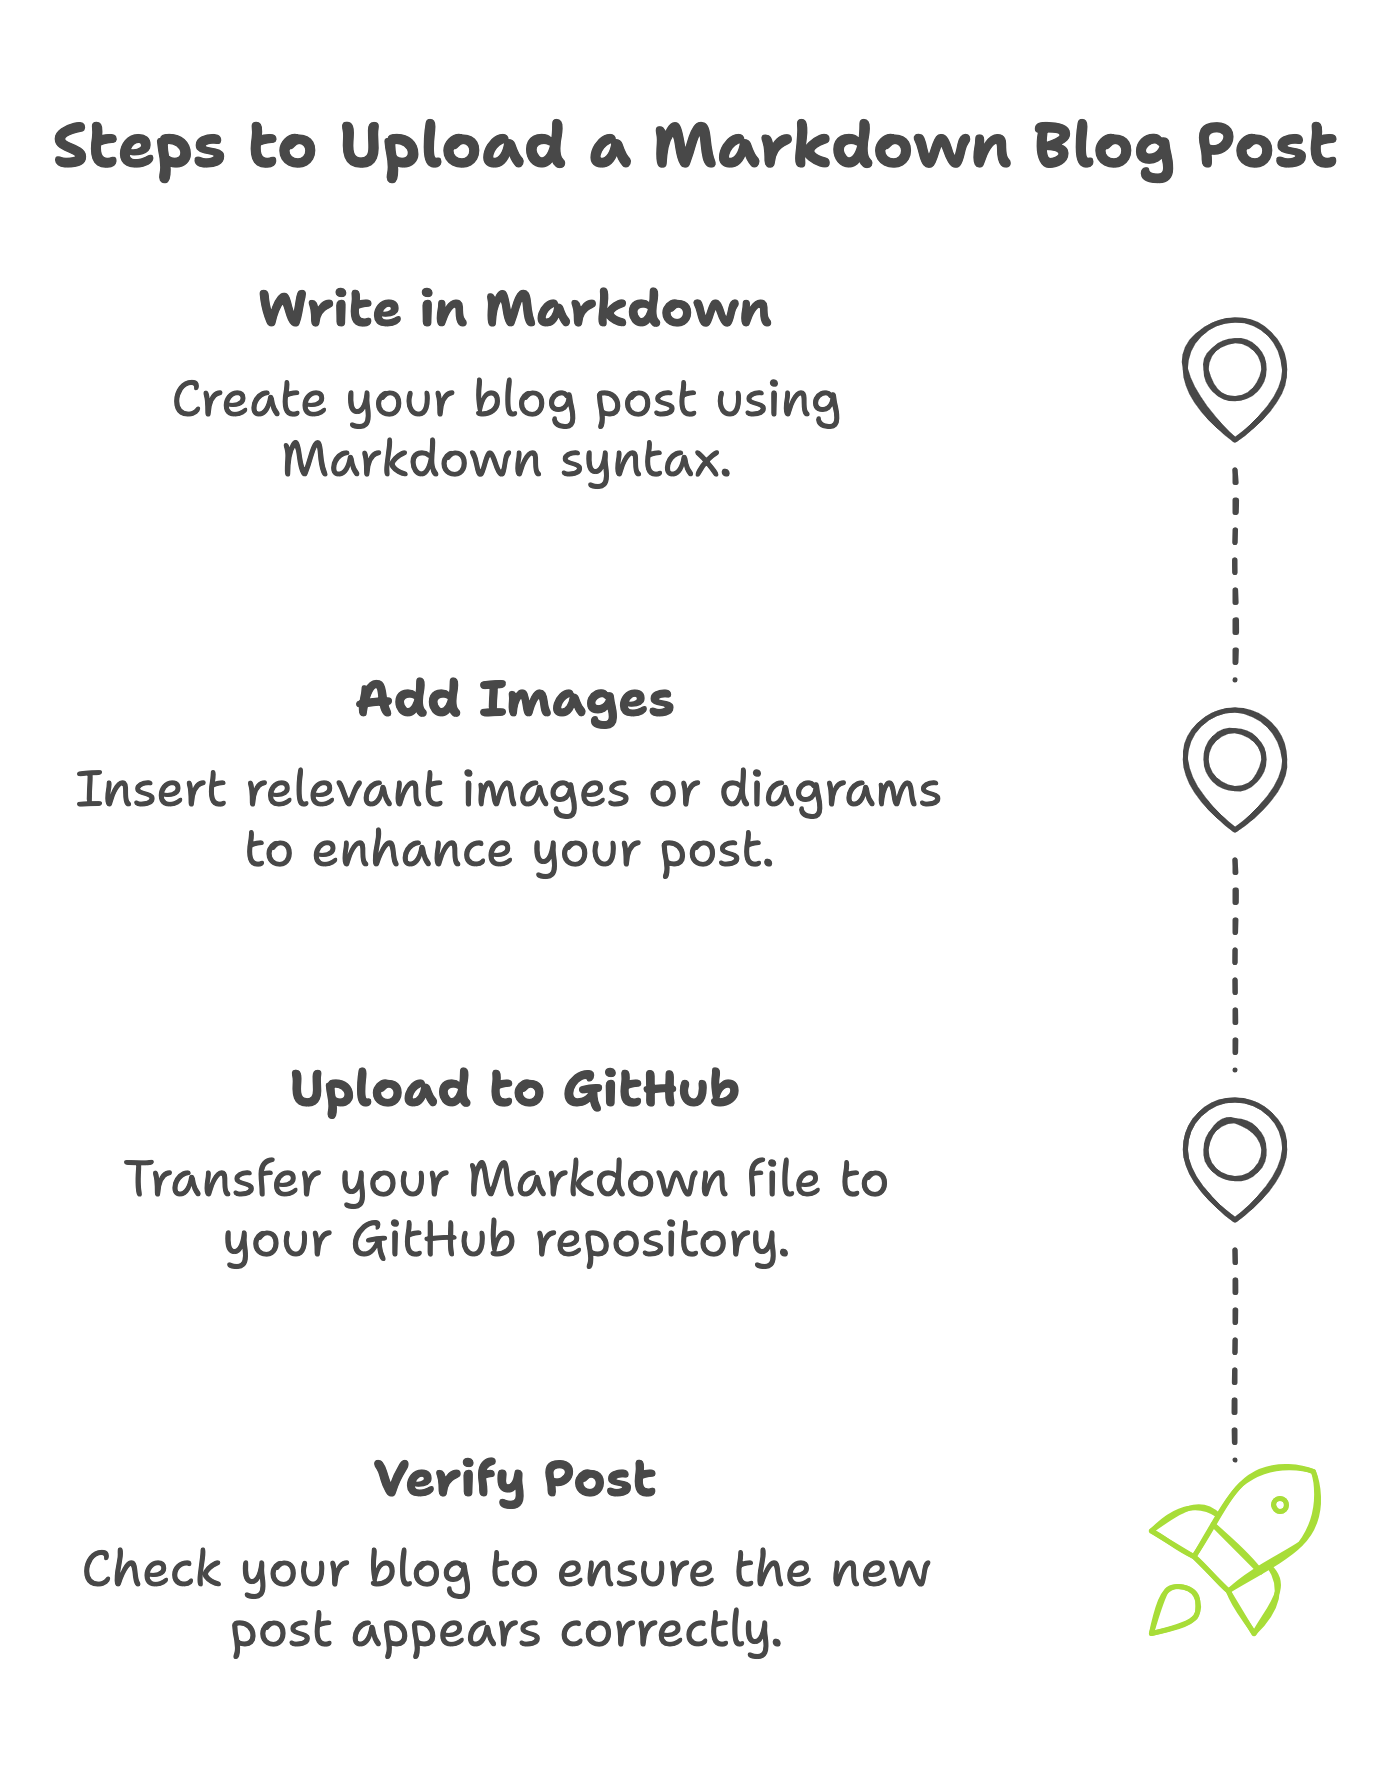 Steps to Upload a Markdown Blog Post
Write in Markdown
Create your blog post using
Markdown syntax.
Add Images
Insert relevant images or diagrams
to enhance your post.
Upload to GitHub
Transfer your Markdown file to
your GitHub repository.
Verify Post
Check your blog to ensure the new
post appears correctly.